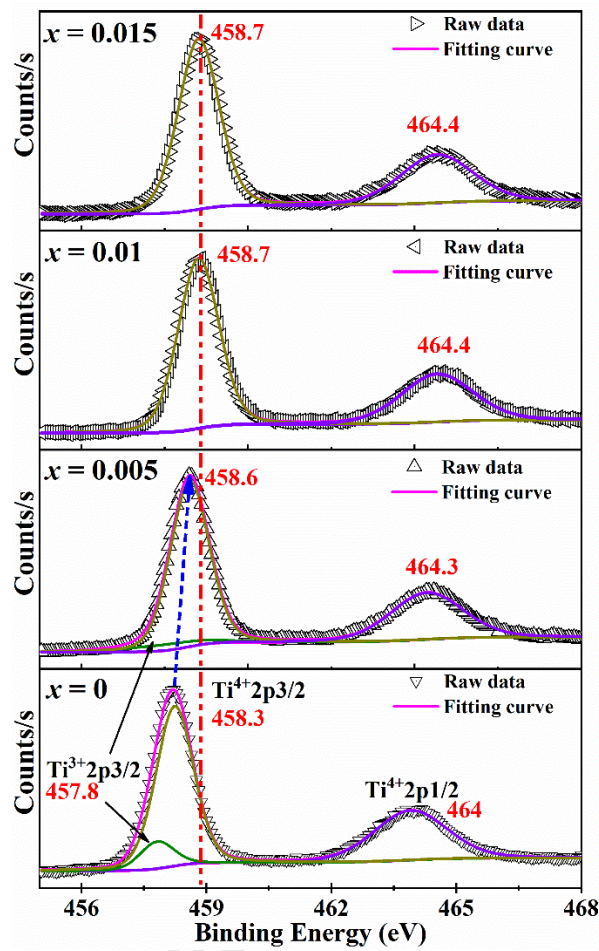 x = 0.015
458.7
Raw data
Fitting curve
464.4
Counts/s
x = 0.01
458.7
Raw data
Fitting curve
464.4
Counts/s
x = 0.005
458.6
Raw data
Fitting curve
464.3
Counts/s
x = 0
Ti⁴⁺2p3/2
458.3
Raw data
Fitting curve
Ti³⁺2p3/2
457.8
Ti⁴⁺2p1/2
464
Counts/s
456 459 462 465 468
Binding Energy (eV)